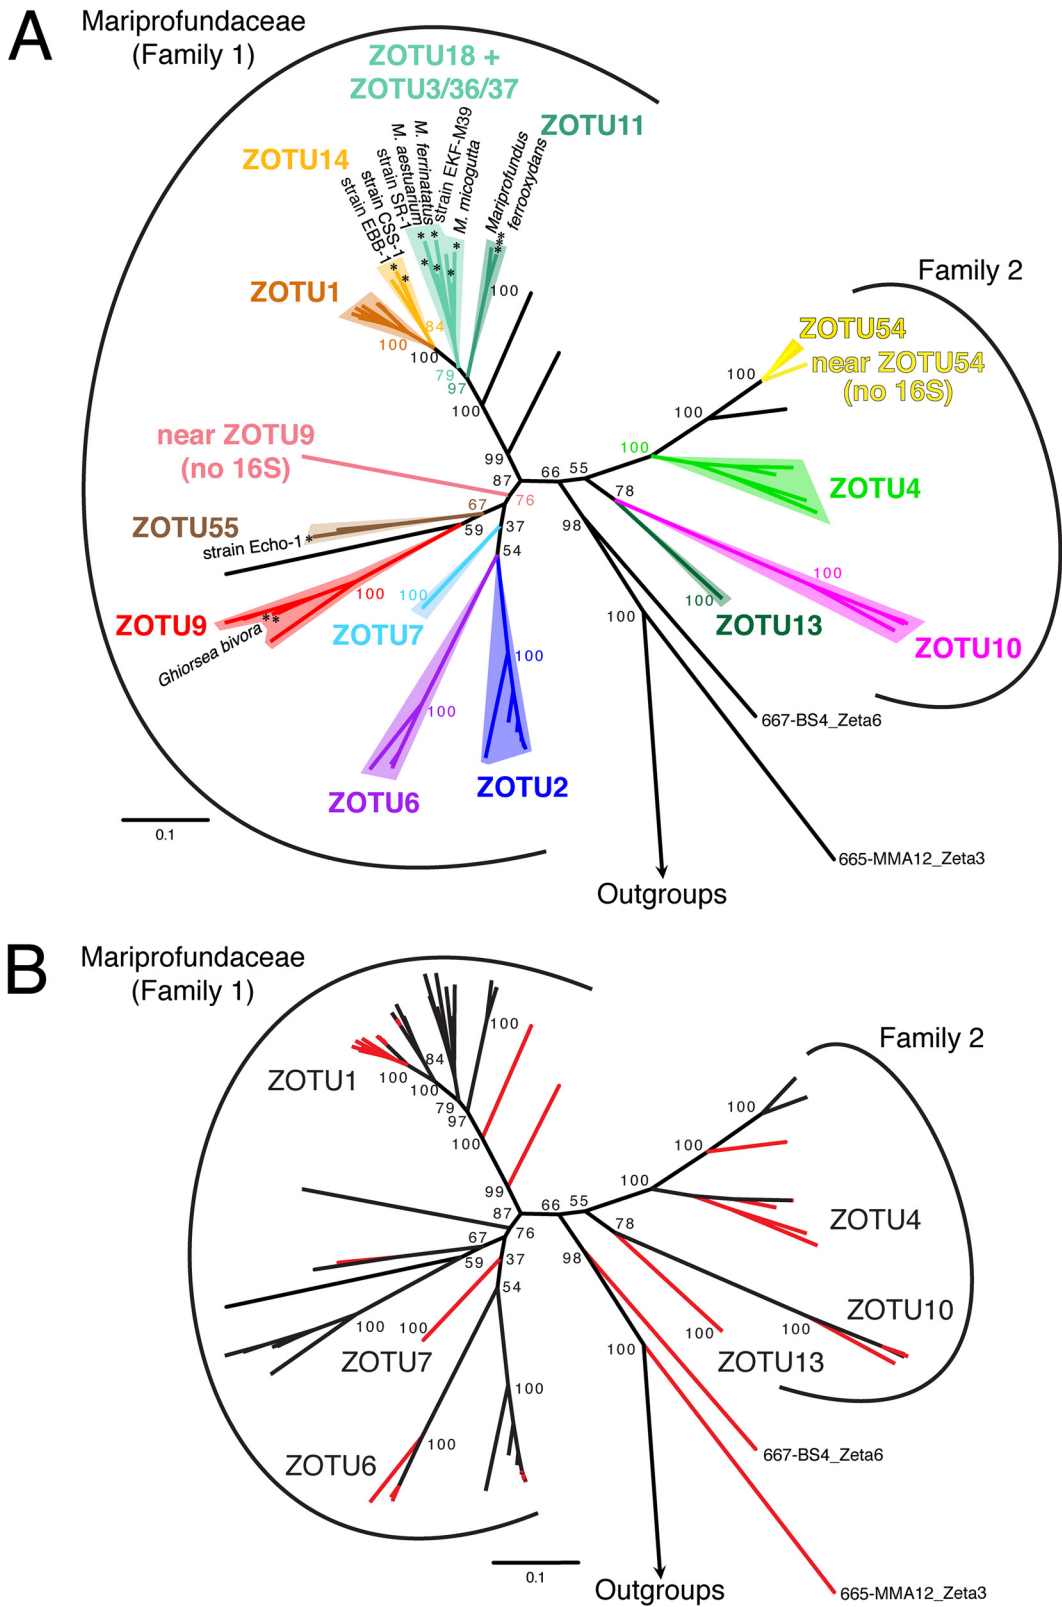 A
Mariprofundaceae
(Family 1)
ZOTU18 +
ZOTU3/36/37
ZOTU11
ZOTU14
strain EBB-1
strain CSS-1
strain SR-1
M. aestuarium
M. ferrinatatus
strain EKF-M39
M. micogutta
Mariprofundus
ferrooxydans
* * * * * * * * * * *
ZOTU1
100
84
100
100
79
97
100
99
87
near ZOTU9
(no 16S)
76
67
ZOTU55
strain Echo-1*
59
37
54
100
100
ZOTU9
**
Ghiorsea bivora
ZOTU7
100
100
ZOTU6
ZOTU2
0.1
Family 2
ZOTU54
near ZOTU54
(no 16S)
100
100
100
ZOTU4
66
55
78
98
100
100
100
ZOTU13
ZOTU10
667-BS4_Zeta6
665-MMA12_Zeta3
Outgroups
B
Mariprofundaceae
(Family 1)
ZOTU1
100
84
100
100
79
97
100
99
87
76
67
59
37
54
100
100
ZOTU7
100
100
ZOTU6
0.1
Family 2
100
100
100
ZOTU4
66
55
78
98
ZOTU10
100
100
ZOTU13
100
667-BS4_Zeta6
665-MMA12_Zeta3
Outgroups